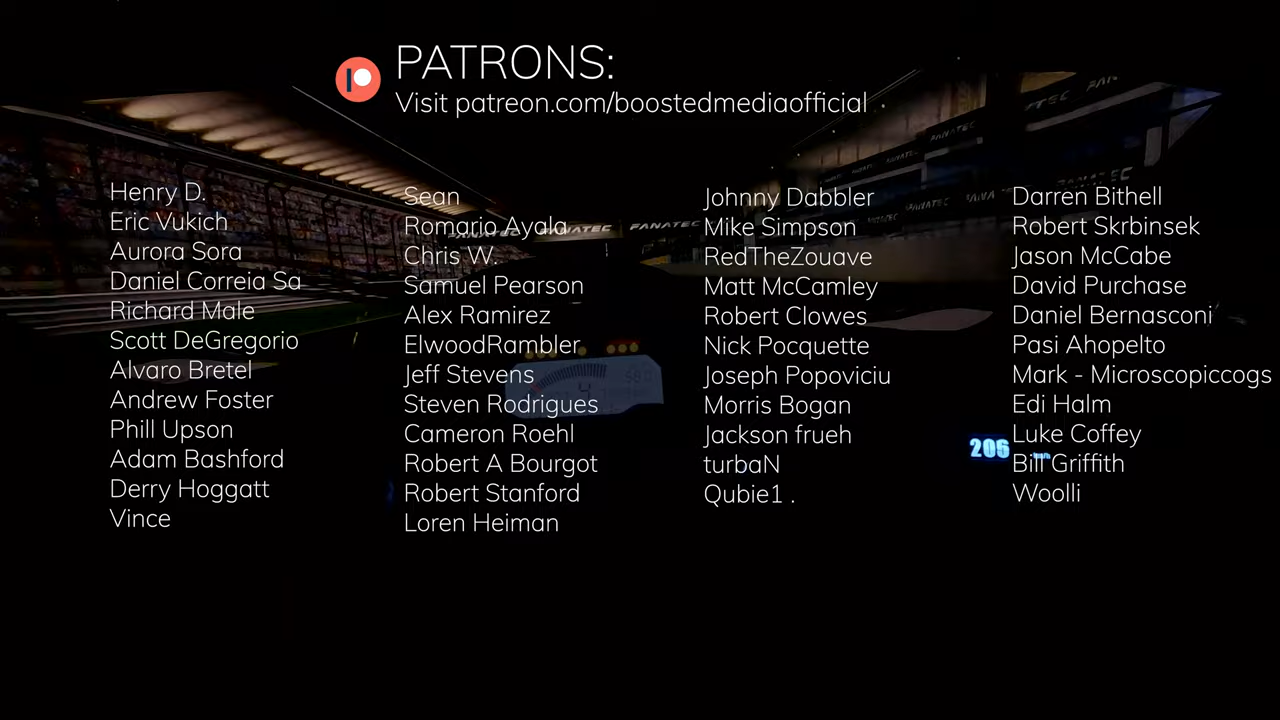 PATRONS:
Visit patreon.com/boostedmediaofficial
Henry D.
Eric Vukich
Aurora Sora
Daniel Correia Sa
Richard Male
Scott DeGregorio
Alvaro Bretel
Andrew Foster
Phill Upson
Adam Bashford
Derry Hoggatt
Vince
Sean
Romario Ayala
Chris W.
Samuel Pearson
Alex Ramirez
ElwoodRambler
Jeff Stevens
Steven Rodrigues
Cameron Roehl
Robert A Bourgot
Robert Stanford
Loren Heiman
Johnny Dabbler
Mike Simpson
RedTheZouave
Matt McCamley
Robert Clowes
Nick Pocquette
Joseph Popoviciu
Morris Bogan
Jackson frueh
turbaN
Qubie1 .
Darren Bithell
Robert Skrbinsek
Jason McCabe
David Purchase
Daniel Bernasconi
Pasi Ahopelto
Mark - Microscopiccogs
Edi Halm
Luke Coffey
Bill Griffith
Woolli
FANATEC
FANATEC
FANATEC
FANATEC
205